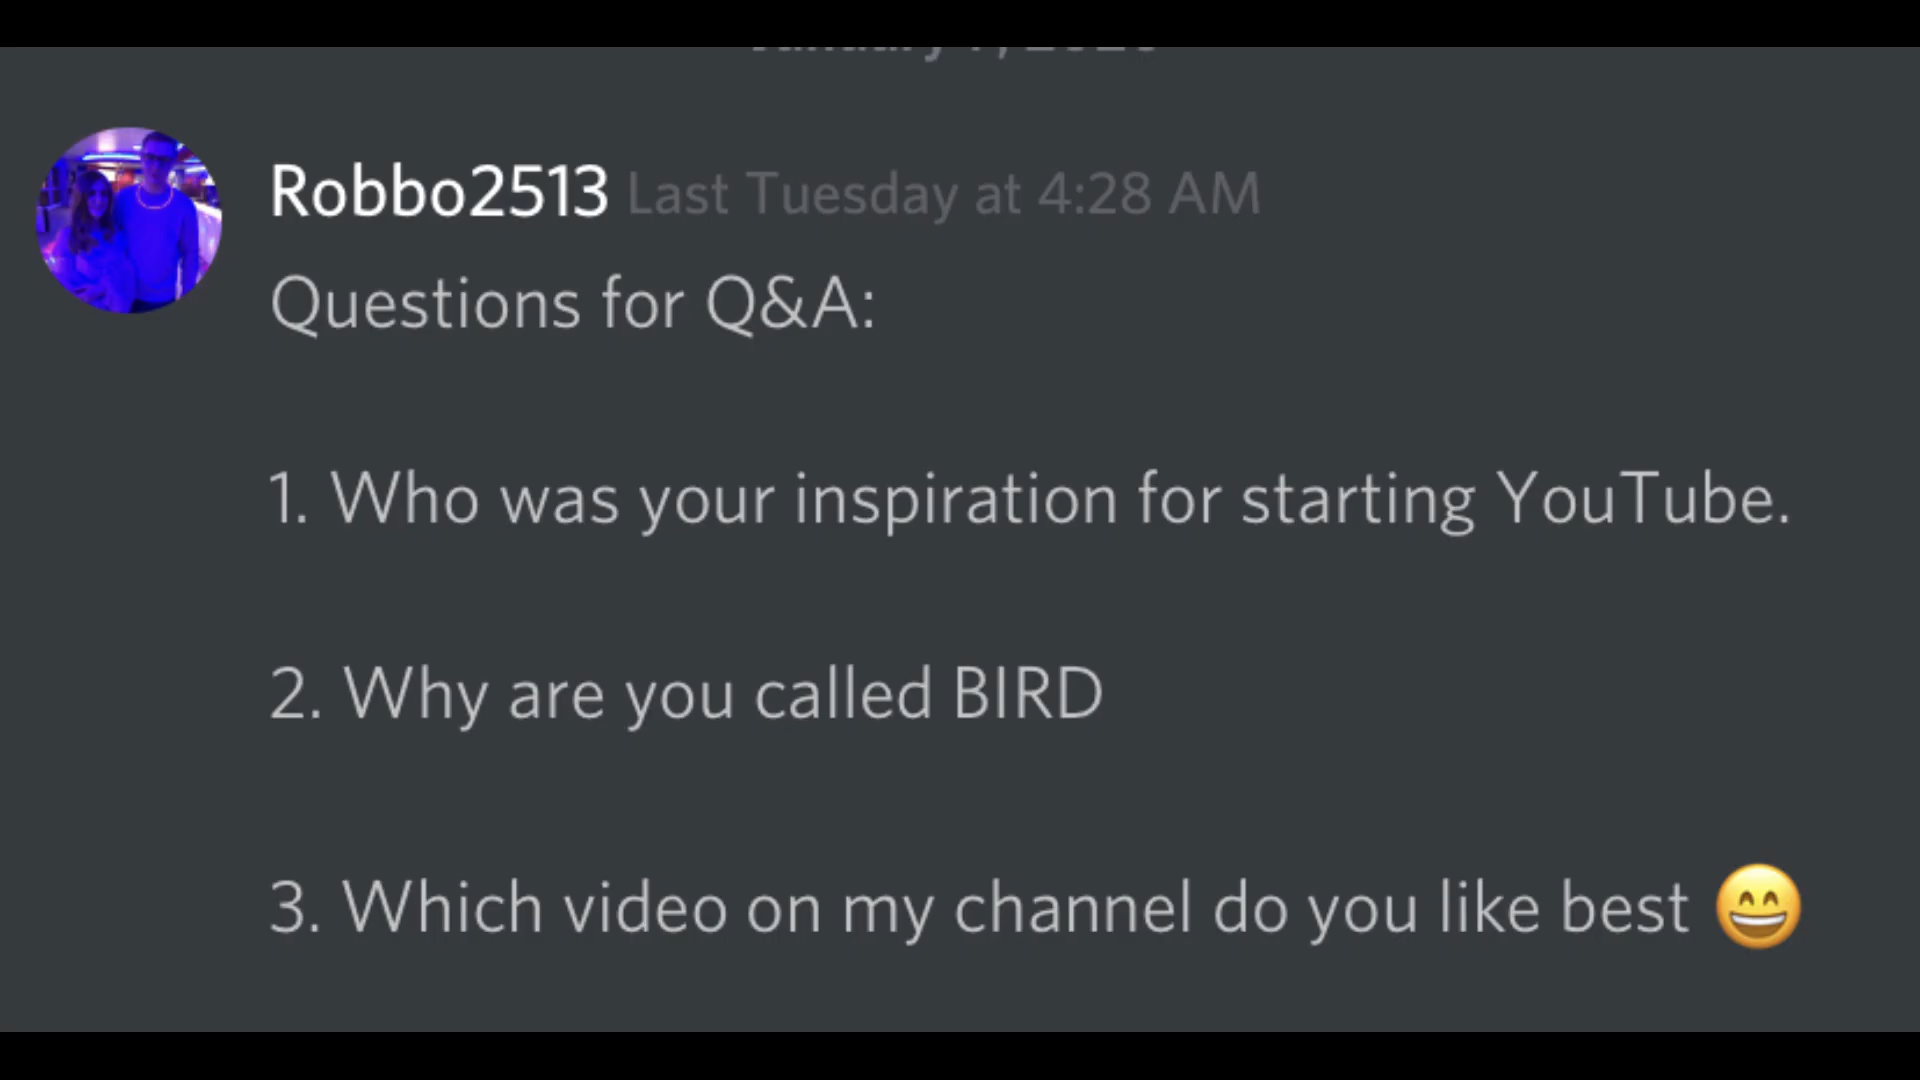 Robbo2513 Last Tuesday at 4:28 AM
Questions for Q&A:
1. Who was your inspiration for starting YouTube.
2. Why are you called BIRD
3. Which video on my channel do you like best 😄